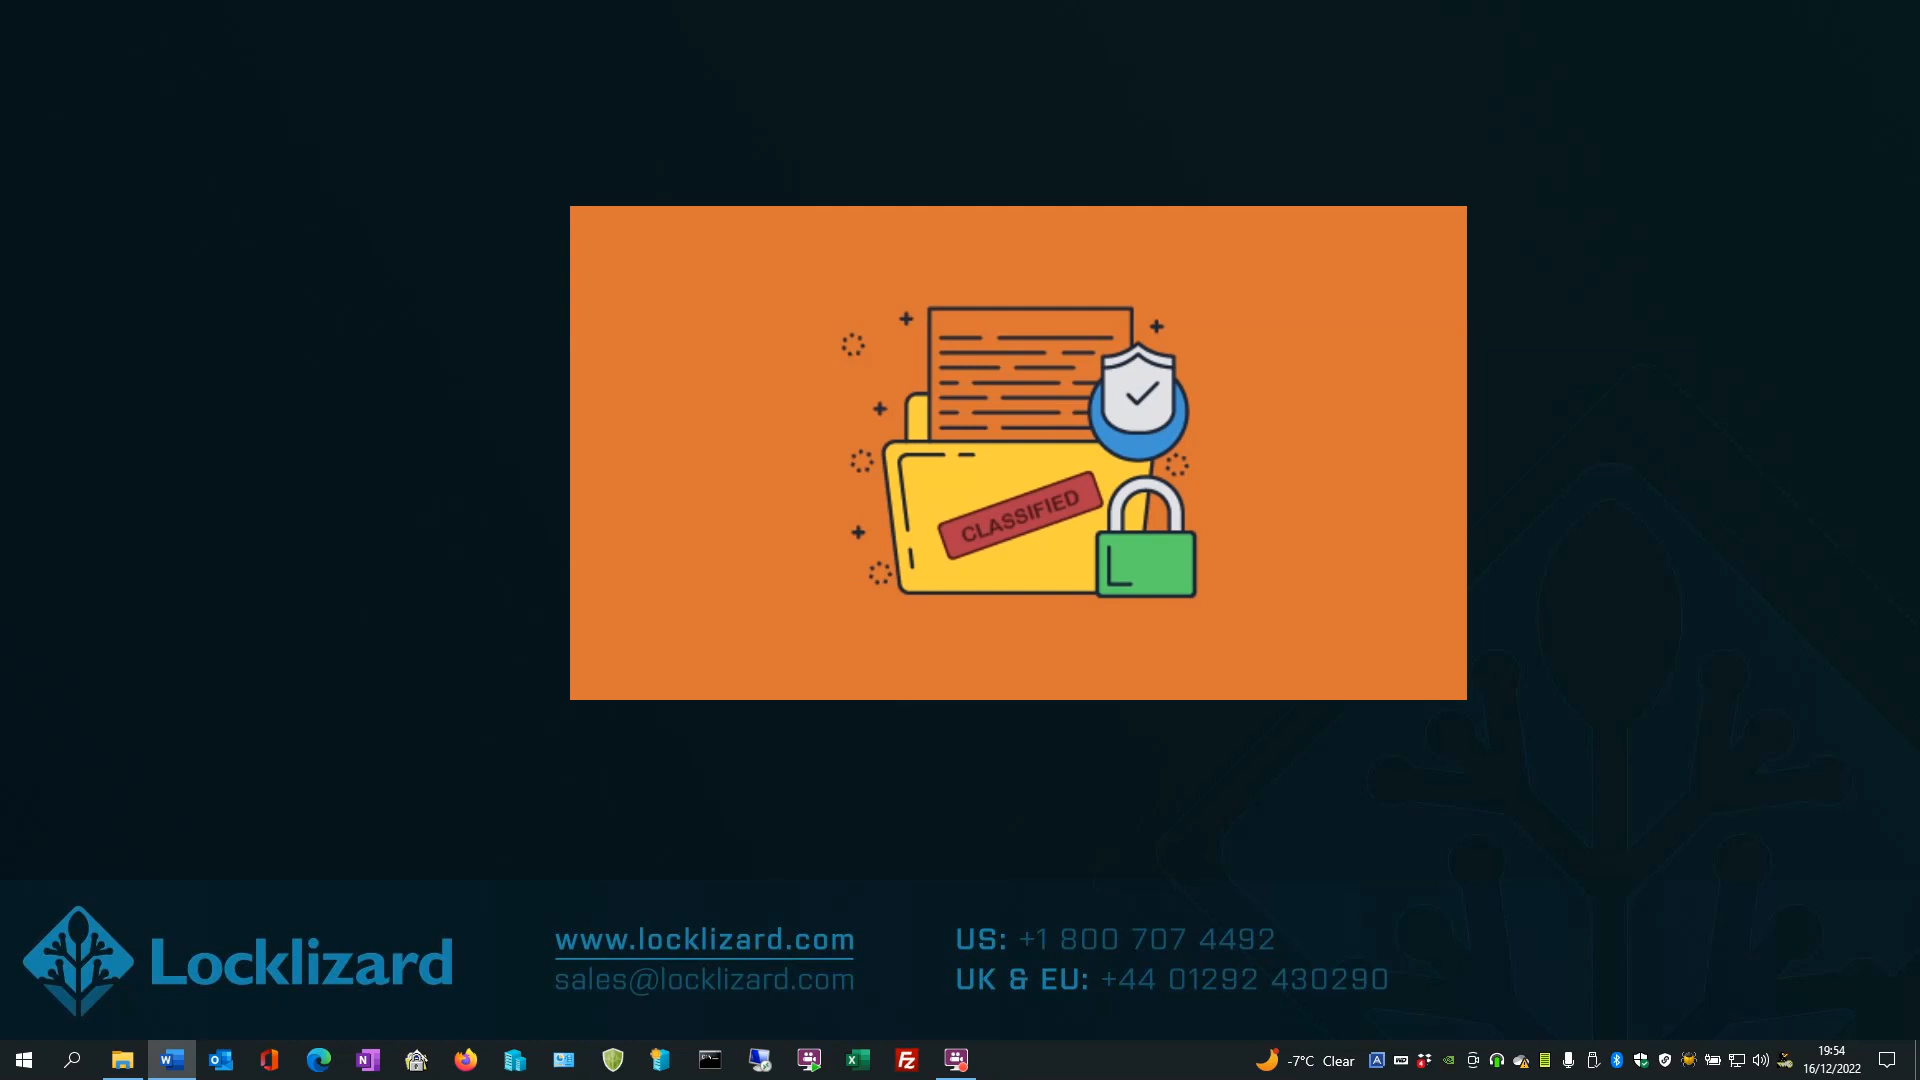 CLASSIFIED
Locklizard
www.locklizard.com
sales@locklizard.com
US: +1 800 707 4492
UK & EU: +44 01292 430290
-7°C Clear
19:54
16/12/2022